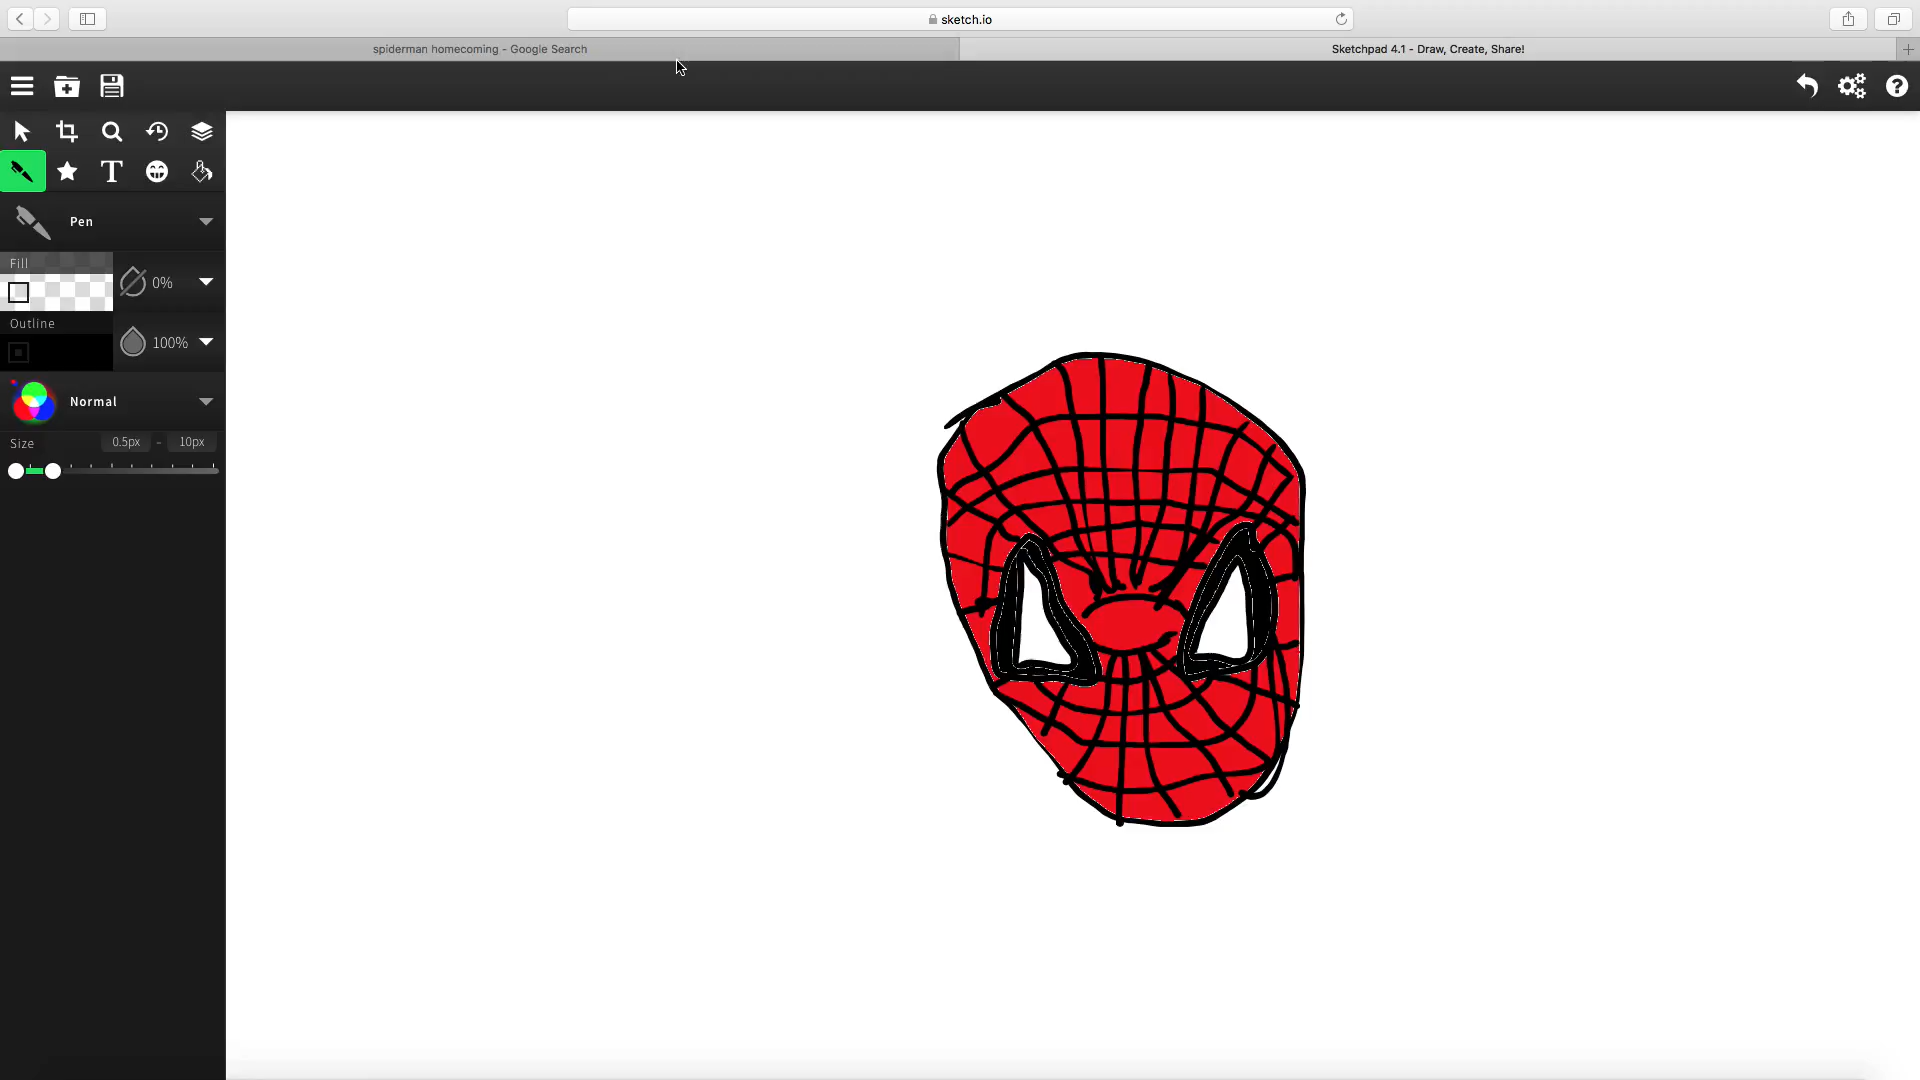 sketch.io
spiderman homecoming - Google Search
Sketchpad 4.1 - Draw, Create, Share!
T
Pen
Fill
0%
Outline
100%
Normal
Size 0.5px - 10px